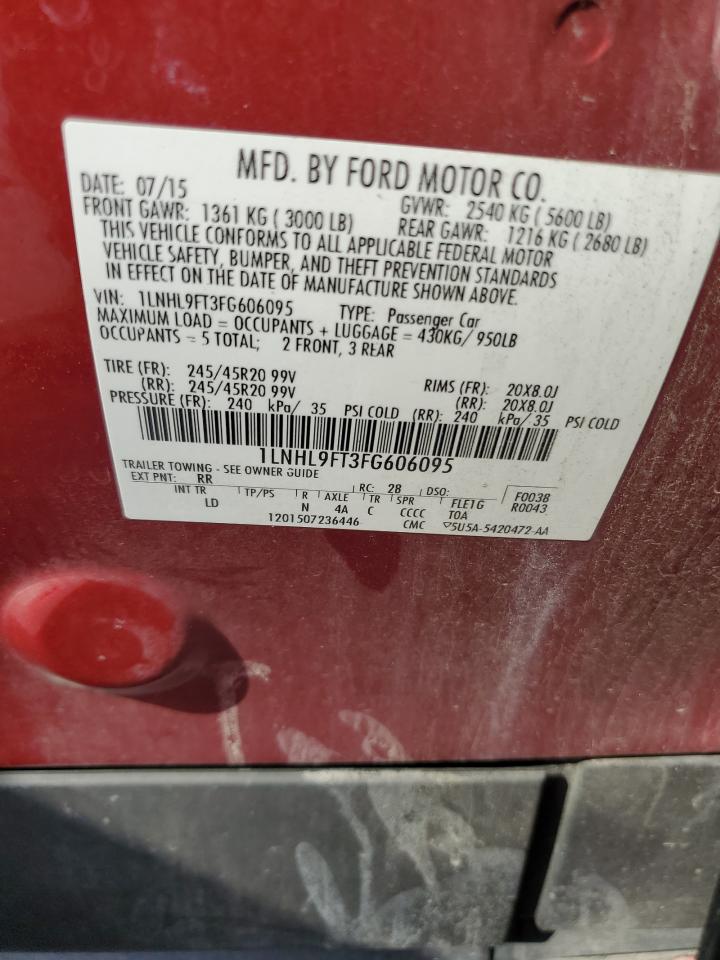 MFD. BY FORD MOTOR CO.
DATE: 07/15 GVWR: 2540 KG ( 5600 LB)
FRONT GAWR: 1361 KG ( 3000 LB) REAR GAWR: 1216 KG ( 2680 LB)
THIS VEHICLE CONFORMS TO ALL APPLICABLE FEDERAL MOTOR
VEHICLE SAFETY, BUMPER, AND THEFT PREVENTION STANDARDS
IN EFFECT ON THE DATE OF MANUFACTURE SHOWN ABOVE.
VIN: 1LNHL9FT3FG606095 TYPE: Passenger Car
MAXIMUM LOAD = OCCUPANTS + LUGGAGE = 430KG/ 950LB
OCCUPANTS = 5 TOTAL; 2 FRONT, 3 REAR
TIRE (FR): 245/45R20 99V RIMS (FR): 20X8.0J
(RR): 245/45R20 99V (RR): 20X8.0J
PRESSURE (FR): 240 kPa/ 35 PSI COLD (RR): 240 kPa/ 35 PSI COLD
1LNHL9FT3FG606095
TRAILER TOWING - SEE OWNER GUIDE
EXT PNT: RR RC: 28 DSO: F0038
INT TR TP/PS R AXLE TR SPR FLE1G R0043
LD N 4A C CCCC TOA
1201507236446 CMC ▽5U5A-5420472-AA